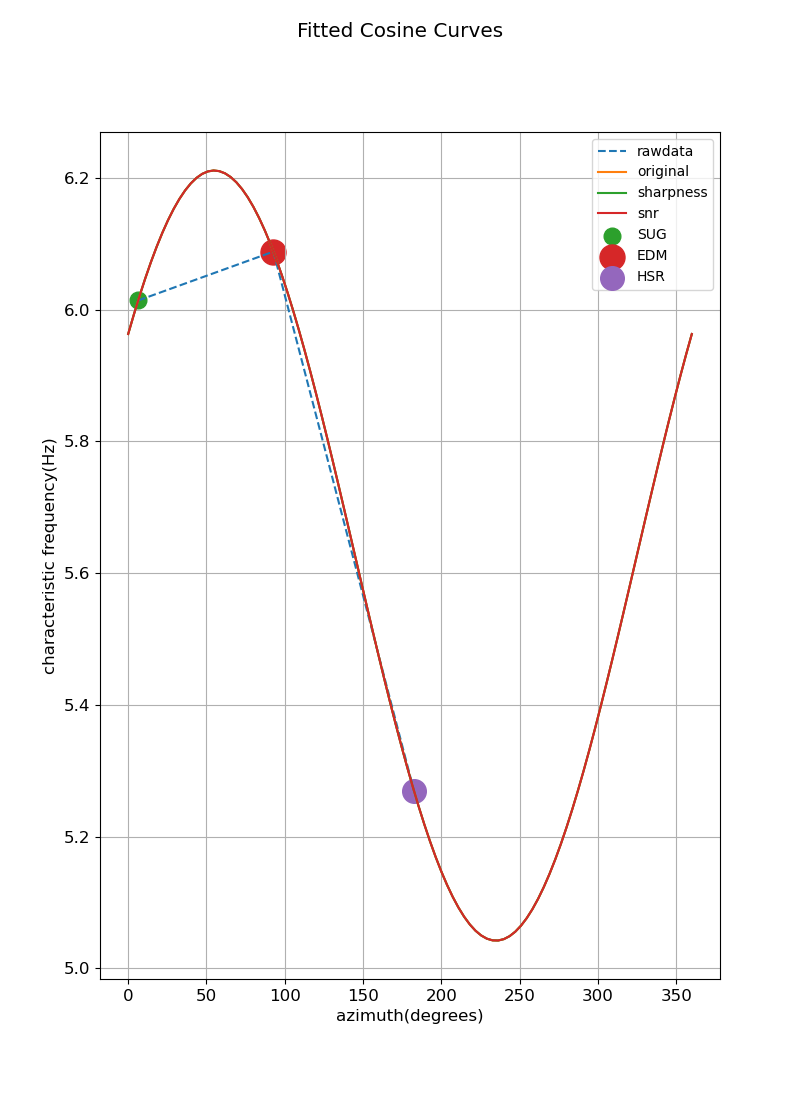 Fitted Cosine Curves
rawdata
original
sharpness
snr
SUG
EDM
HSR
characteristic frequency(Hz)
6.2
6.0
5.8
5.6
5.4
5.2
5.0
0 50 100 150 200 250 300 350
azimuth(degrees)